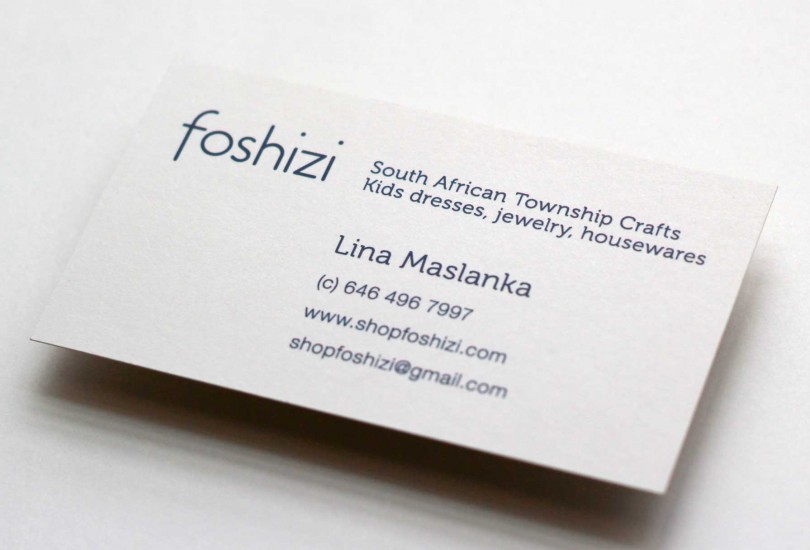 foshizi
South African Township Crafts
Kids dresses, jewelry, housewares
Lina Maslanka
(c) 646 496 7997
www.shopfoshizi.com
shopfoshizi@gmail.com